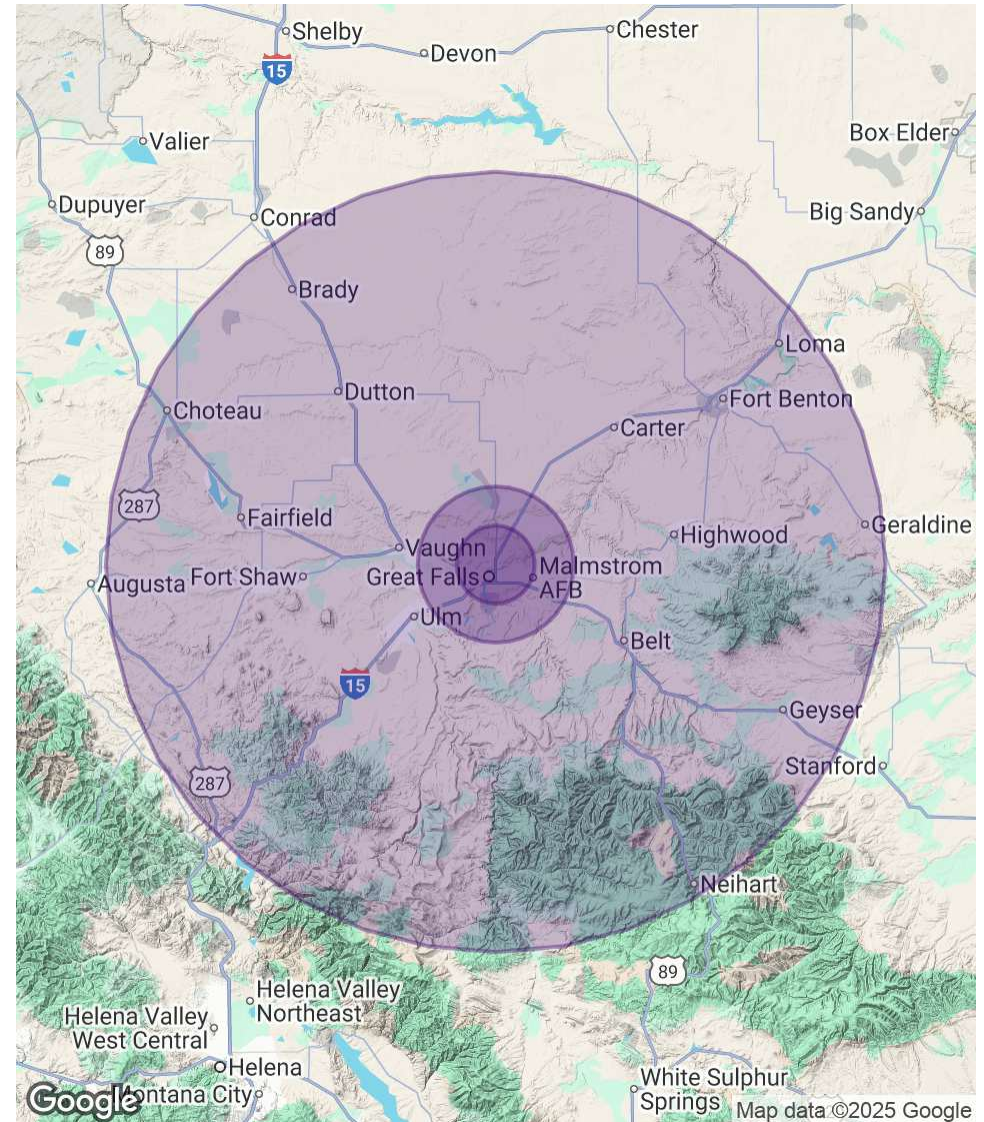 Shelby
Chester
Devon
15
Valier
Box Elder
Dupuyer
Big Sandy
Conrad
89
Brady
Loma
Dutton
Fort Benton
Choteau
Carter
287
Fairfield
Geraldine
Highwood
Vaughn
Malmstrom
AFB
Great Falls
Fort Shaw
Augusta
Ulm
Belt
15
Geyser
Stanford
287
Neihart
89
Helena Valley
Northeast
Helena Valley
West Central
Helena
White Sulphur
Springs
Montana City
Google
Map data ©2025 Google